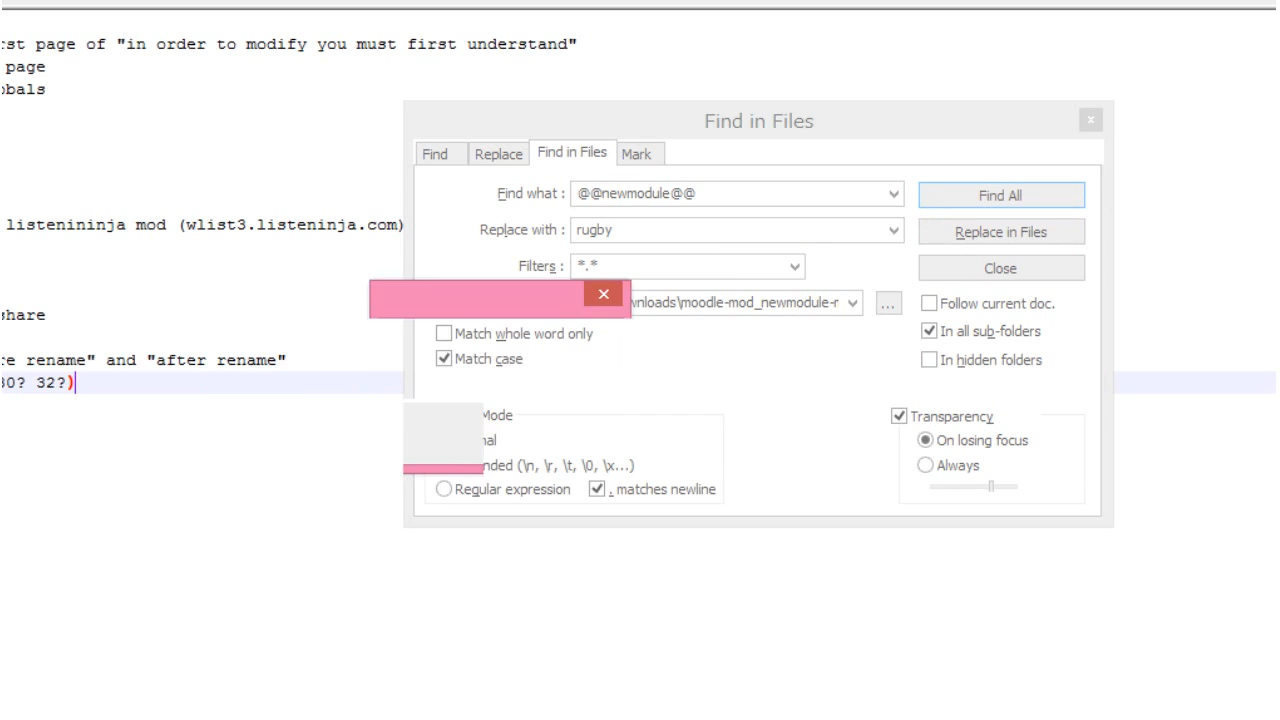 rst page of "in order to modify you must first understand"
page
obals
listenininja mod (wlist3.listeninja.com)
share
re rename" and "after rename"
30? 32?)
Find in Files
x
Find
Replace
Find in Files
Mark
Find what : @@newmodule@@
Find All
Replace with : rugby
Replace in Files
Filters : *.*
Close
wnloads\moodle-mod_newmodule-r
...
Follow current doc.
Match whole word only
In all sub-folders
Match case
In hidden folders
Mode
Transparency
nal
On losing focus
nded (\n, \r, \t, \0, \x...)
Always
Regular expression
. matches newline